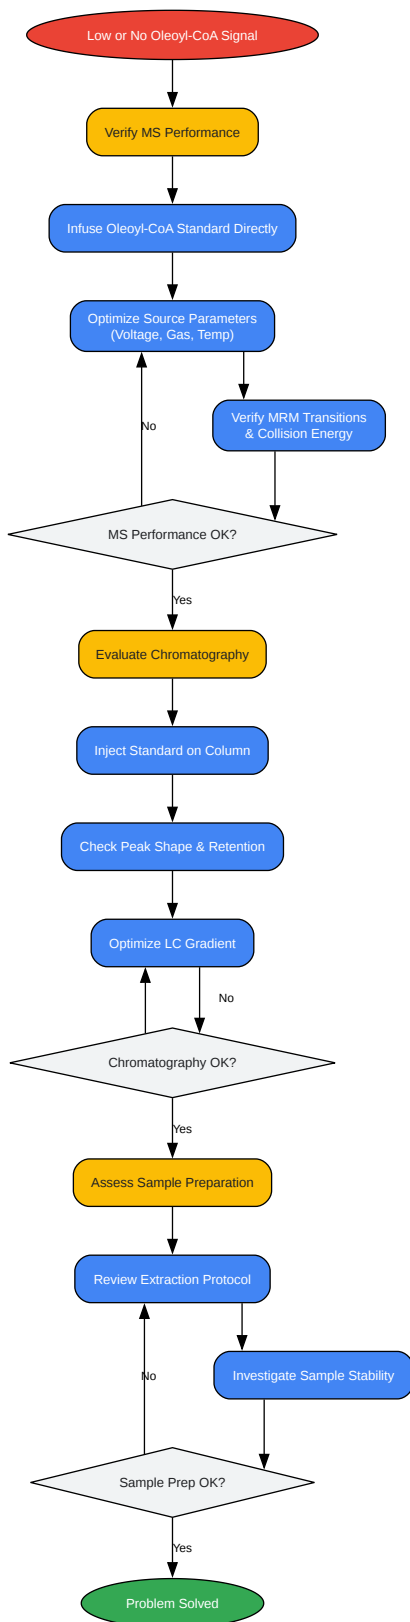 Low or No Oleoyl-CoA Signal
Verify MS Performance
Infuse Oleoyl-CoA Standard Directly
Optimize Source Parameters
(Voltage, Gas, Temp)
Verify MRM Transitions
& Collision Energy
No
MS Performance OK?
Yes
Evaluate Chromatography
Inject Standard on Column
Check Peak Shape & Retention
Optimize LC Gradient
No
Chromatography OK?
Yes
Assess Sample Preparation
Review Extraction Protocol
Investigate Sample Stability
No
Sample Prep OK?
Yes
Problem Solved